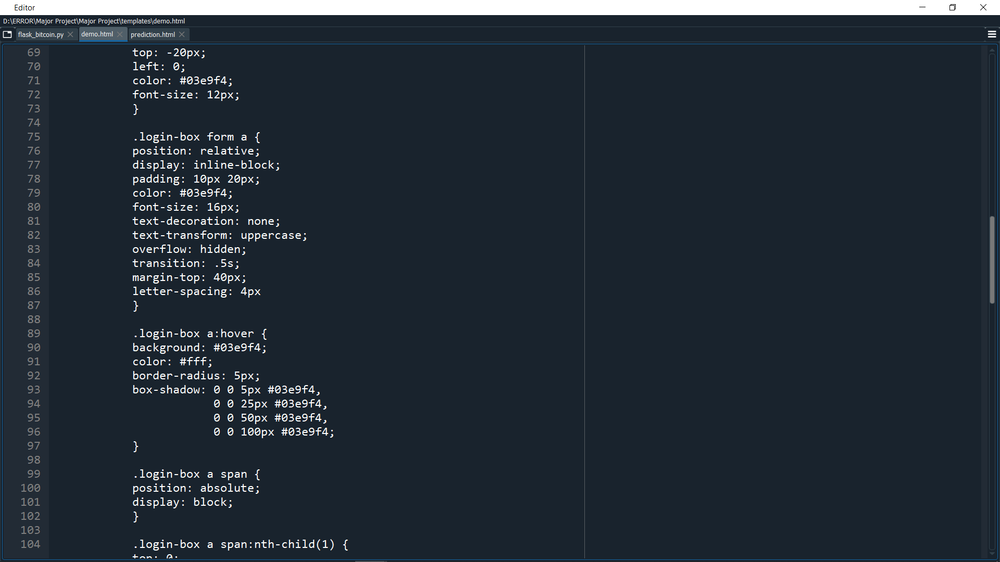 Editor
D:\ERROR\Major Project\Major Project\templates\demo.html
flask_bitcoin.py demo.html prediction.html
69 top: -20px;
70 left: 0;
71 color: #03e9f4;
72 font-size: 12px;
73 }
74
75 .login-box form a {
76 position: relative;
77 display: inline-block;
78 padding: 10px 20px;
79 color: #03e9f4;
80 font-size: 16px;
81 text-decoration: none;
82 text-transform: uppercase;
83 overflow: hidden;
84 transition: .5s;
85 margin-top: 40px;
86 letter-spacing: 4px
87 }
88
89 .login-box a:hover {
90 background: #03e9f4;
91 color: #fff;
92 border-radius: 5px;
93 box-shadow: 0 0 5px #03e9f4,
94 0 0 25px #03e9f4,
95 0 0 50px #03e9f4,
96 0 0 100px #03e9f4;
97 }
98
99 .login-box a span {
100 position: absolute;
101 display: block;
102 }
103
104 .login-box a span:nth-child(1) {
top: 0;